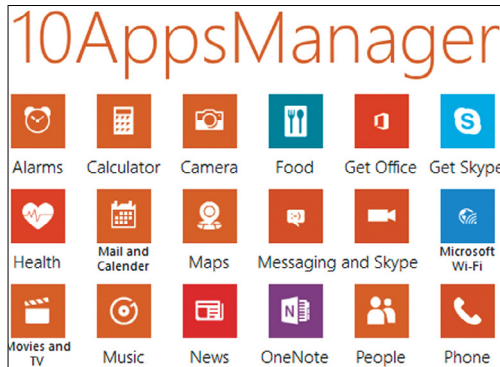 10AppsManager
Alarms Calculator Camera Food Get Office Get Skype
Health Mail and Calender Maps Messaging and Skype Microsoft Wi-Fi
Movies and TV Music News OneNote People Phone